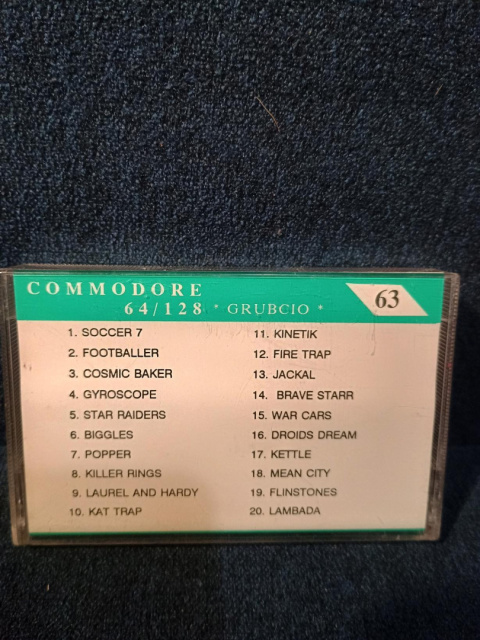 COMMODORE
64/128 * GRUBCIO *
63
1. SOCCER 7
2. FOOTBALLER
3. COSMIC BAKER
4. GYROSCOPE
5. STAR RAIDERS
6. BIGGLES
7. POPPER
8. KILLER RINGS
9. LAUREL AND HARDY
10. KAT TRAP
11. KINETIK
12. FIRE TRAP
13. JACKAL
14. BRAVE STARR
15. WAR CARS
16. DROIDS DREAM
17. KETTLE
18. MEAN CITY
19. FLINSTONES
20. LAMBADA